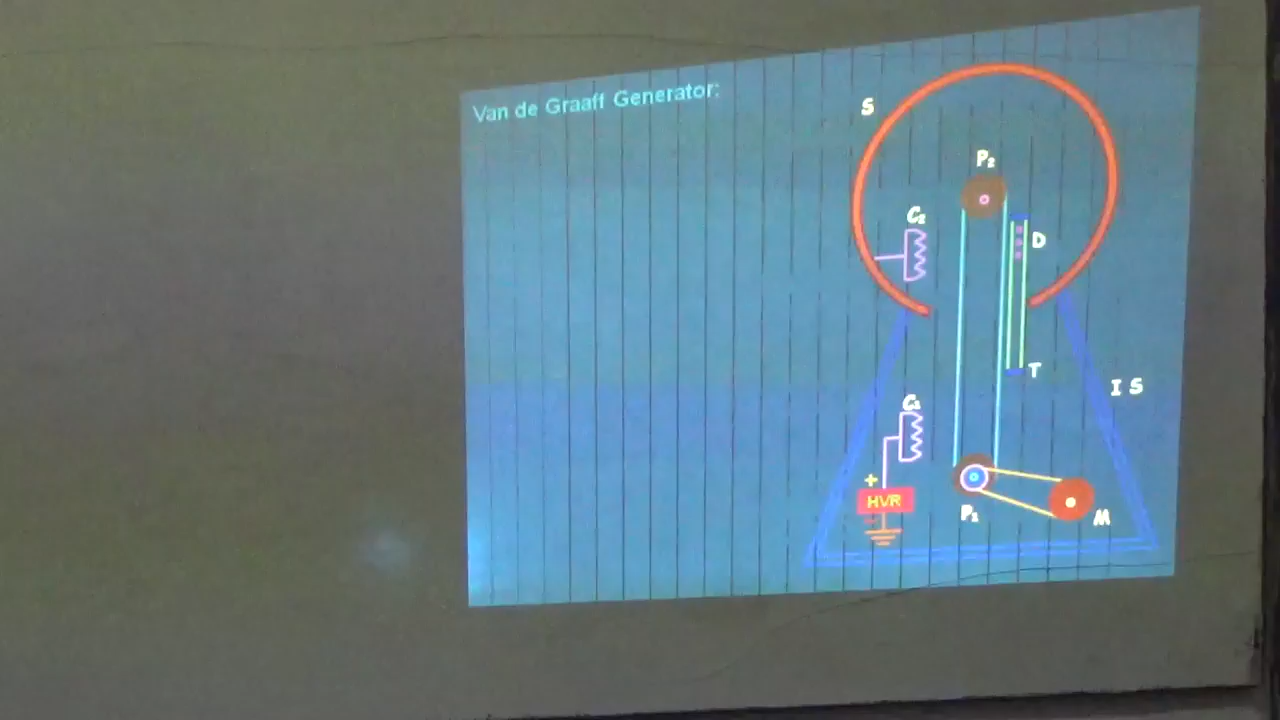 Van de Graaff Generator:
S
P₂
C₂
D
T
I S
C₁
+
HVR
–
P₁
M